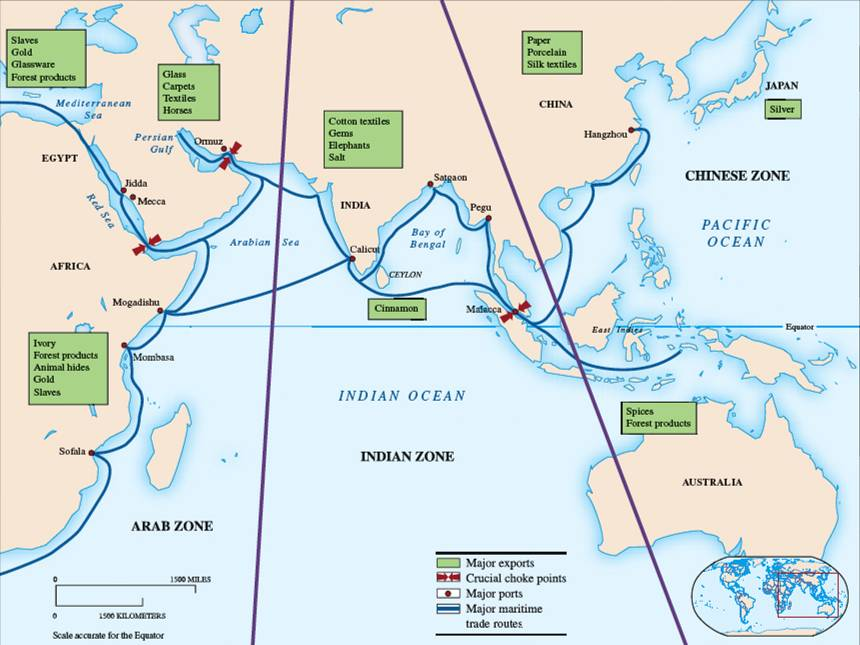 Slaves
Gold
Glassware
Forest products
Glass
Carpets
Textiles
Horses
Paper
Porcelain
Silk textiles
Cotton textiles
Gems
Elephants
Salt
JAPAN
Silver
CHINA
Mediterranean
Sea
Persian
Gulf
Ormuz
Hangzhou
EGYPT
Jidda
Mecca
Red Sea
Satgaon
CHINESE ZONE
INDIA
Pegu
PACIFIC
OCEAN
Arabian Sea
Bay of
Bengal
Calicut
AFRICA
CEYLON
Mogadishu
Cinnamon
Malacca
East Indies
Equator
Ivory
Forest products
Animal hides
Gold
Slaves
Mombasa
INDIAN OCEAN
Spices
Forest products
Sofala
INDIAN ZONE
AUSTRALIA
ARAB ZONE
0 1500 MILES
0 1500 KILOMETERS
Scale accurate for the Equator
Major exports
Crucial choke points
Major ports
Major maritime
trade routes